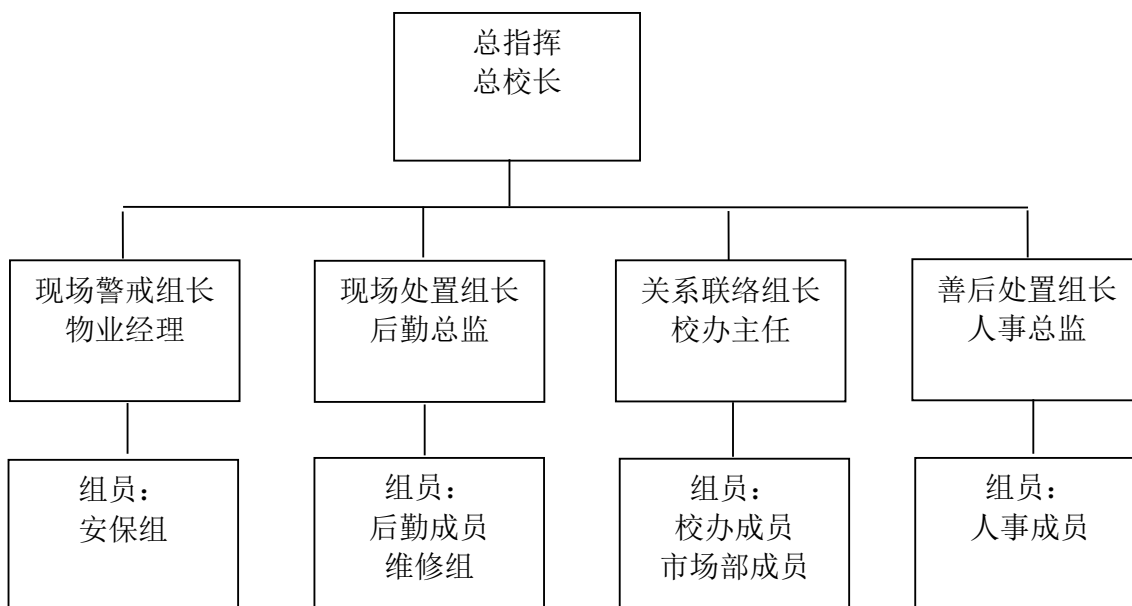 总指挥
总校长
现场警戒组长
物业经理
现场处置组长
后勤总监
关系联络组长
校办主任
善后处置组长
人事总监
组员：
安保组
组员：
后勤成员
维修组
组员：
校办成员
市场部成员
组员：
人事成员